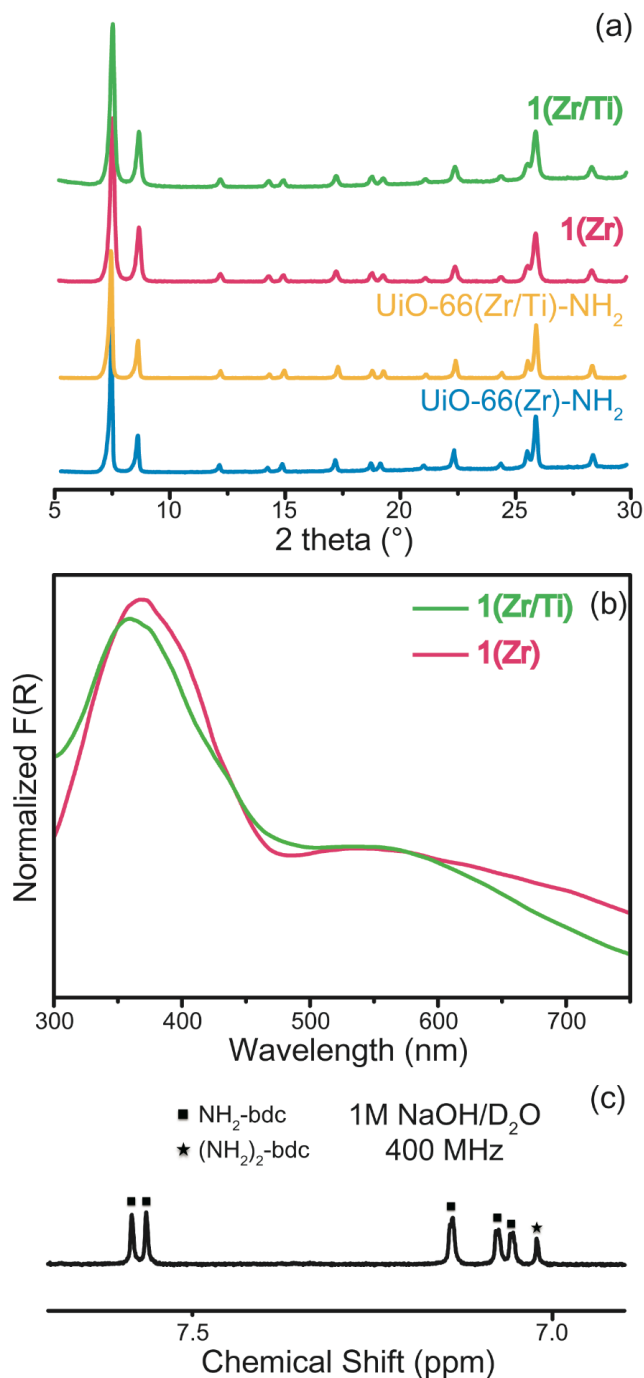 (a)
1(Zr/Ti)
1(Zr)
UiO-66(Zr/Ti)-NH₂
UiO-66(Zr)-NH₂
5 10 15 20 25 30
2 theta (°)
(b)
1(Zr/Ti)
1(Zr)
Normalized F(R)
300 400 500 600 700
Wavelength (nm)
(c)
■ NH₂-bdc 1M NaOH/D₂O
★ (NH₂)₂-bdc 400 MHz
7.5 7.0
Chemical Shift (ppm)